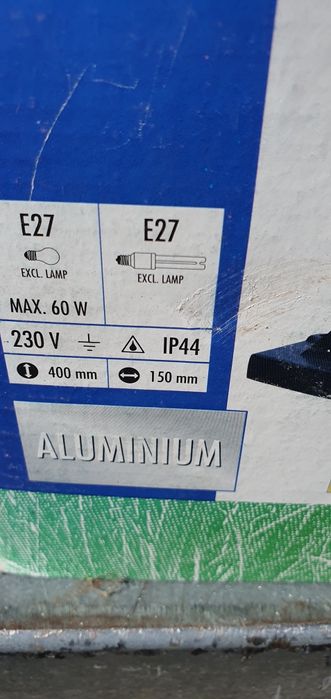 E27
EXCL. LAMP
MAX. 60 W
E27
EXCL. LAMP
230 V IP44
400 mm 150 mm
ALUMINIUM